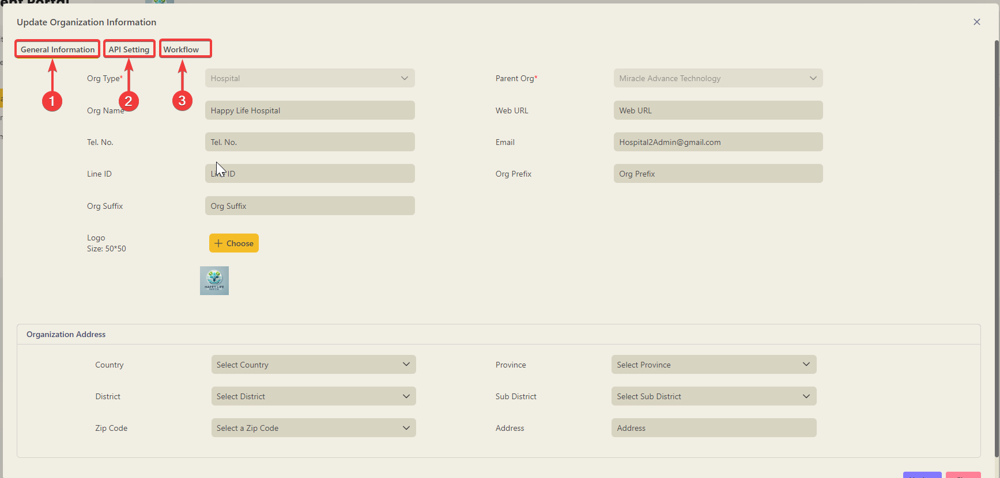 ent Portal
Update Organization Information
General Information API Setting Workflow
1 2 3
Org Type* Hospital Parent Org* Miracle Advance Technology
Org Name Happy Life Hospital Web URL Web URL
Tel. No. Tel. No. Email Hospital2Admin@gmail.com
Line ID Line ID Org Prefix Org Prefix
Org Suffix Org Suffix
Logo
Size: 50*50
Choose
HAPPY LIFE
Organization Address
Country Select Country Province Select Province
District Select District Sub District Select Sub District
Zip Code Select a Zip Code Address Address